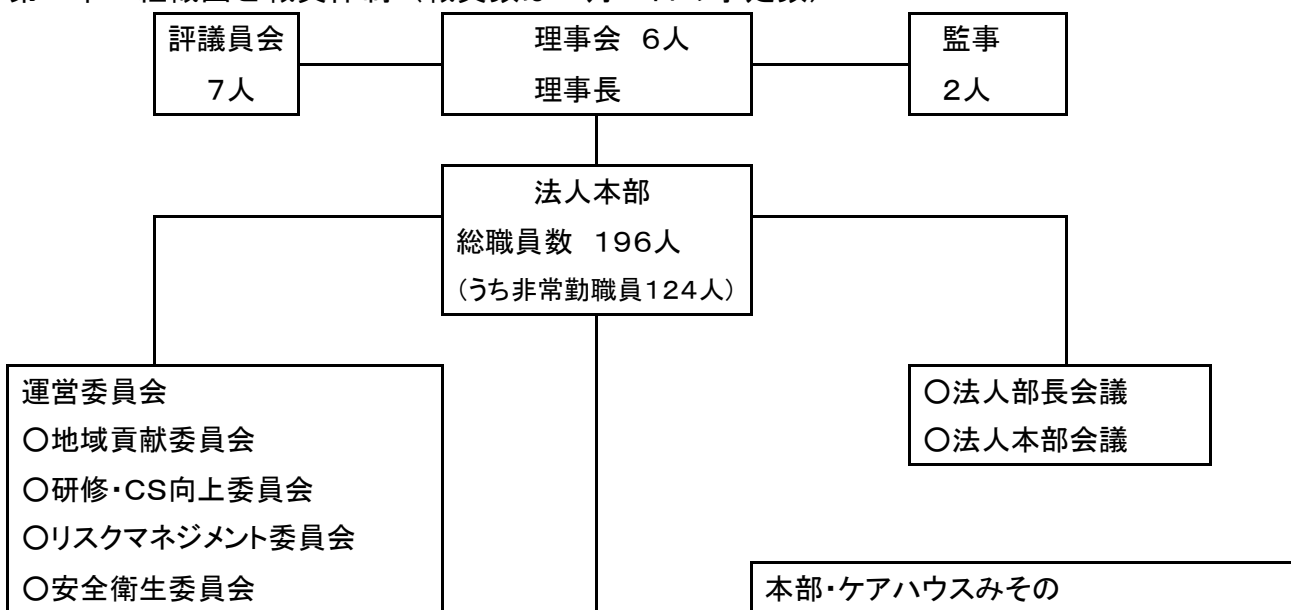 評議員会
7人
理事会 6人
理事長
監事
2人
法人本部
総職員数 196人
(うち非常勤職員124人)
運営委員会
○地域貢献委員会
○研修・CS向上委員会
○リスクマネジメント委員会
○安全衛生委員会
○法人部長会議
○法人本部会議
本部・ケアハウスみその